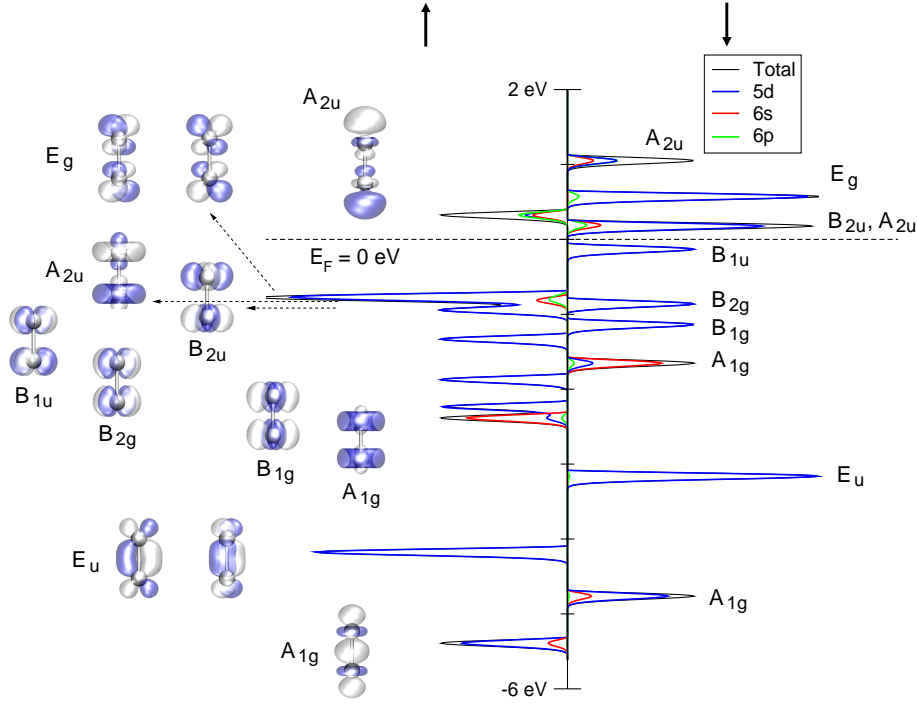 Total
5d
6s
6p
2 eV
A2u
A2u
Eg
Eg
B2u, A2u
EF = 0 eV
B1u
A2u
B2u
B2g
B1g
B1u
A1g
B2g
B1g
A1g
Eu
Eu
A1g
A1g
-6 eV